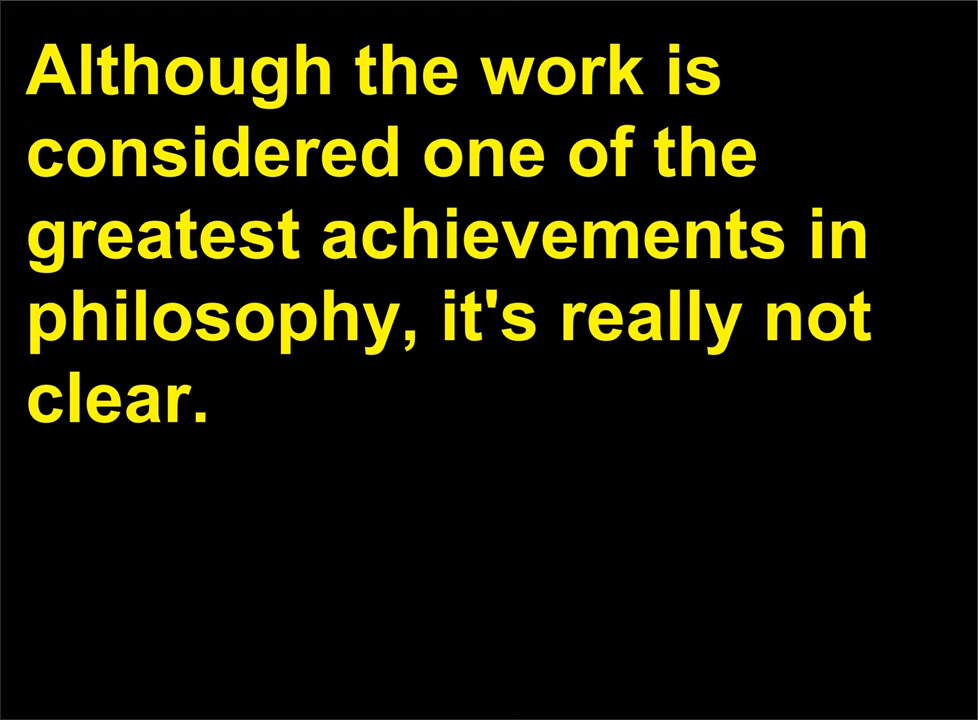 Although the work is
considered one of the
greatest achievements in
philosophy, it's really not
clear.